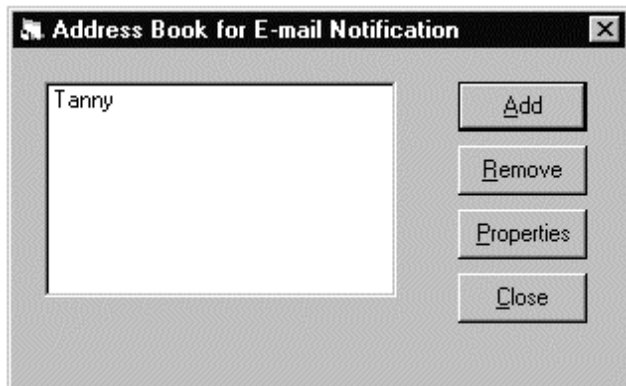 Address Book for E-mail Notification
Tanny
Add
Remove
Properties
Close